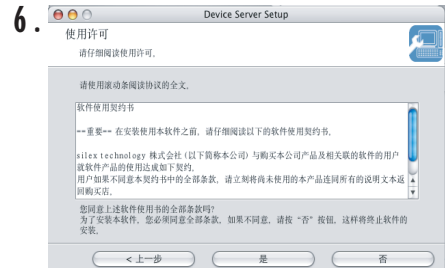 6.
Device Server Setup
使用许可
请仔细阅读使用许可。
请使用滚动条阅读协议的全文。
软件使用契约书
==重要== 在安装使用本软件之前，请仔细阅读以下的软件使用契约书。
silex technology 株式会社（以下简称本公司）与购买本公司产品及相关联的软件的用户
就软件产品的使用达成如下契约。
用户如果不同意本契约书中的全部条款，请立刻将尚未使用的本产品连同所有的说明文本返
回购买店。
您同意上述软件使用书的全部条款吗?
为了安装本软件，您必须同意全部条款，如果不同意，请按“否”按钮，这样将终止软件的
安装。
< 上一步
是
否